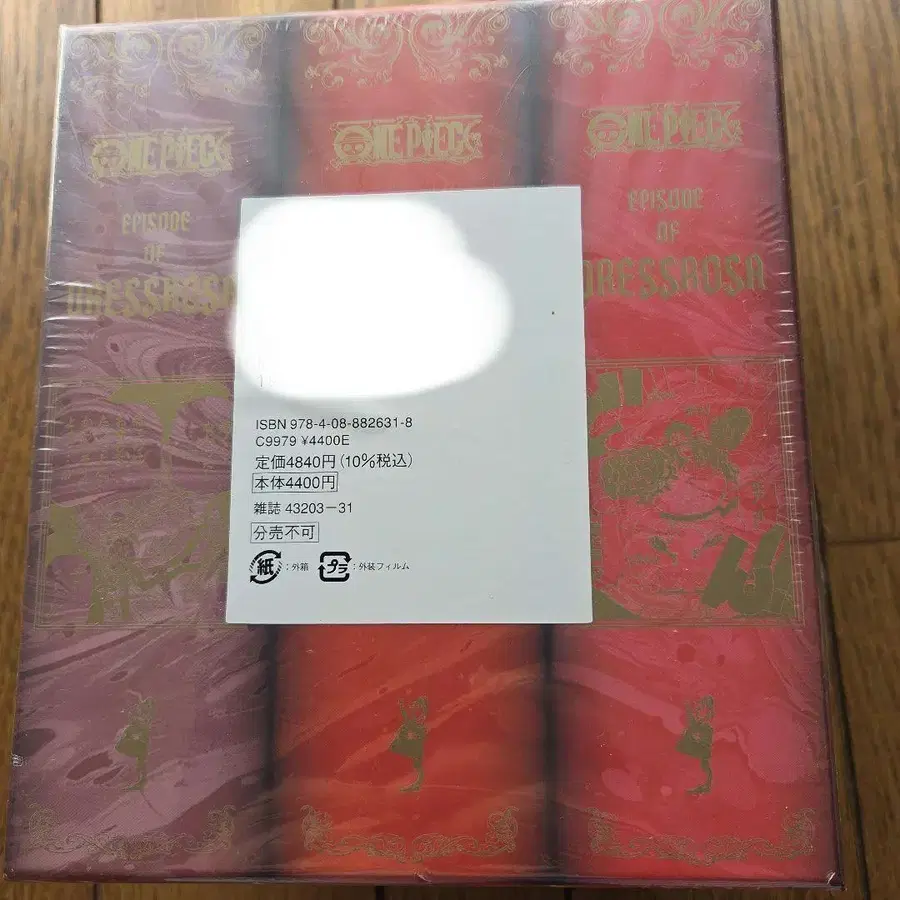 ONE PIECE
EPISODE
OF
DRESSROSA
ONE PIECE
ONE PIECE
EPISODE
OF
DRESSROSA
ISBN 978-4-08-882631-8
C9979 ¥4400E
定価4840円(10%税込)
本体4400円
雑誌 43203-31
分売不可
紙:外箱 プラ:外装フィルム